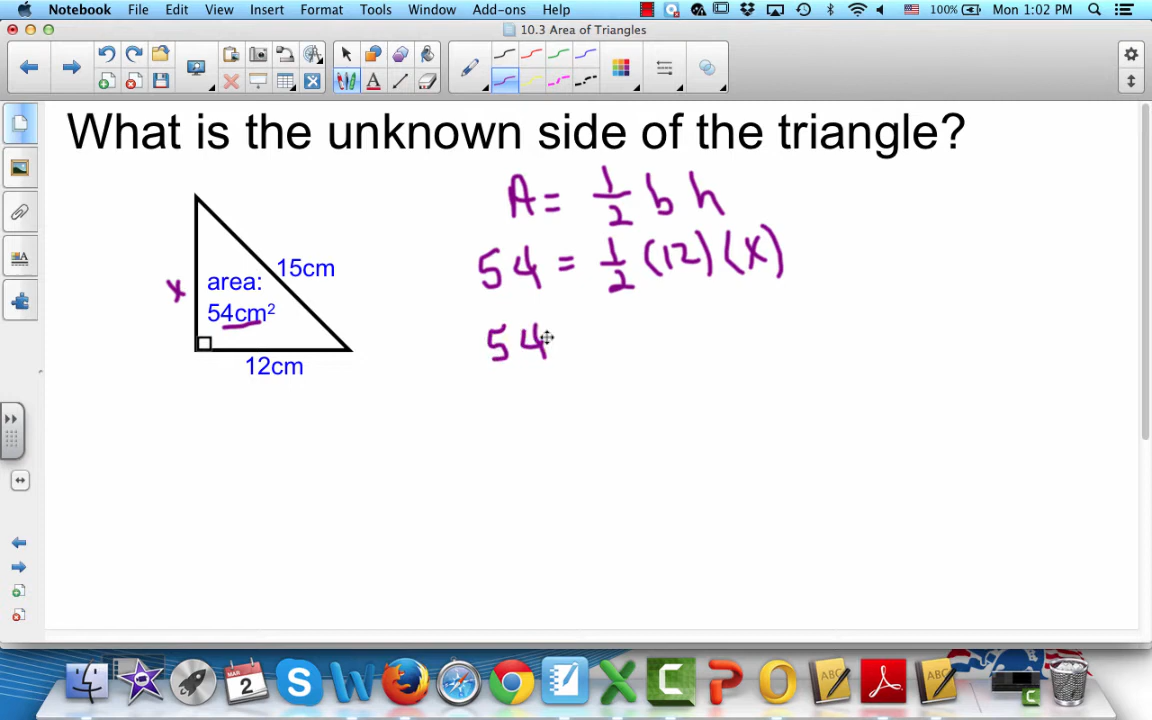 Notebook File Edit View Insert Format Tools Window Add-ons Help 100% Mon 1:02 PM
10.3 Area of Triangles
What is the unknown side of the triangle?
A = 1/2 b h
54 = 1/2 (12) (x)
15cm
area:
x
54cm²
54
12cm
MAR
2